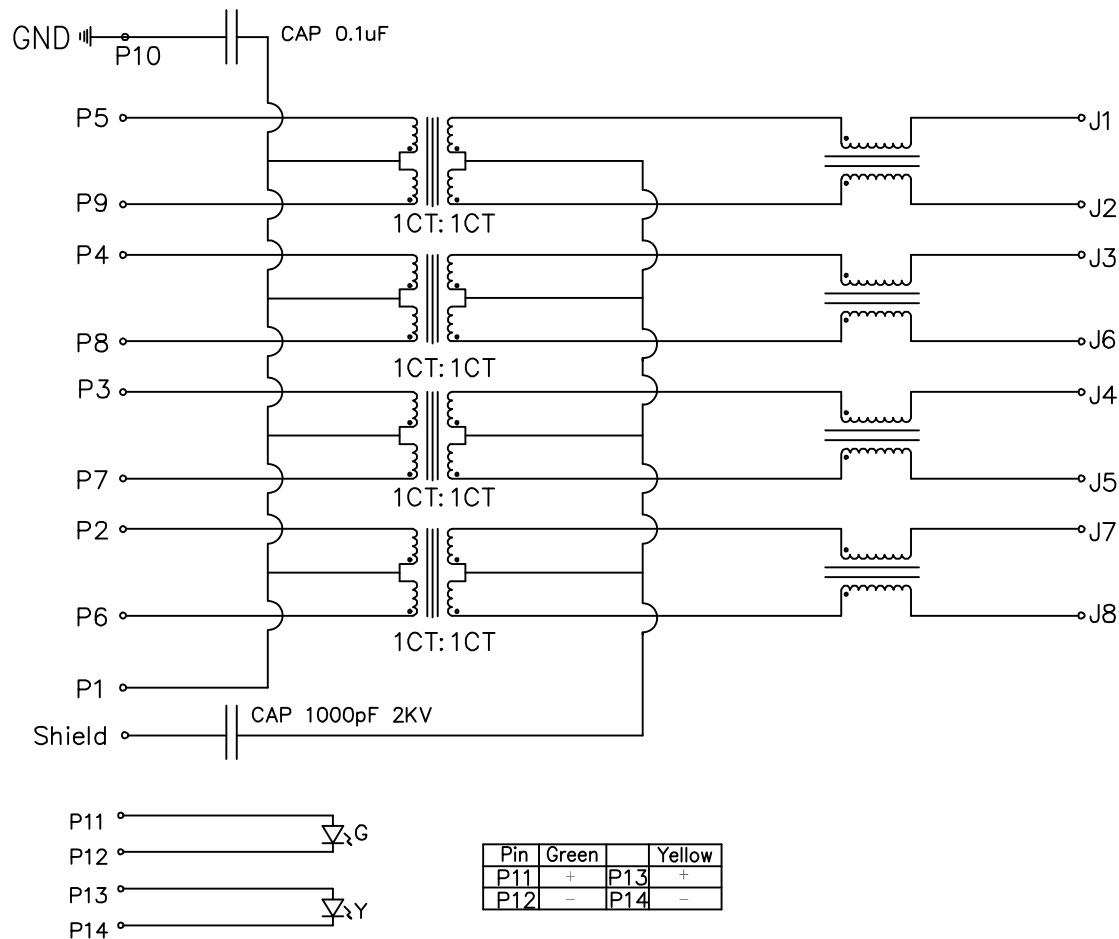 GND
P10
CAP 0.1uF
P5
J1
P9
J2
1CT:1CT
P4
J3
P8
J6
1CT:1CT
P3
J4
P7
J5
1CT:1CT
P2
J7
P6
J8
1CT:1CT
P1
CAP 1000pF 2KV
Shield
P11
G
P12
P13
Y
P14
Pin Green Yellow
P11 + P13 +
P12 - P14 -